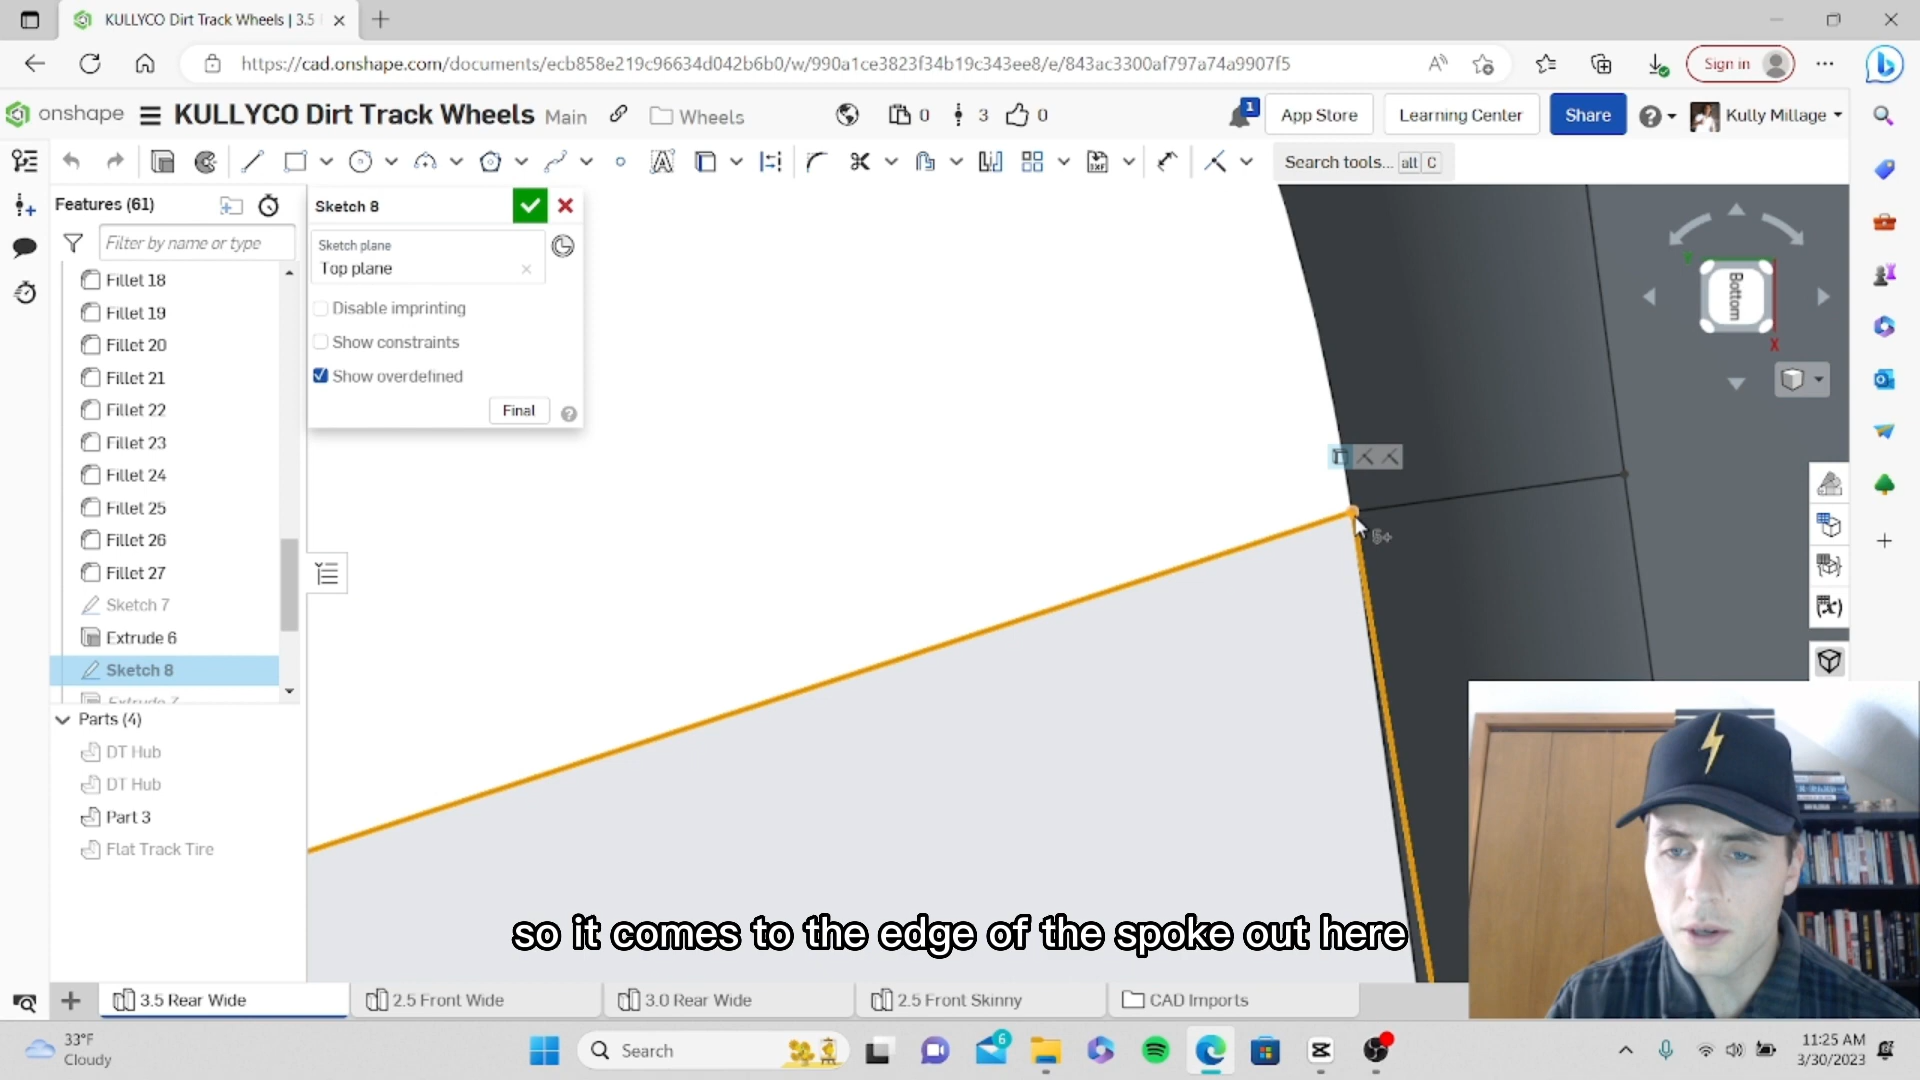 KULLYCO Dirt Track Wheels | 3.5
https://cad.onshape.com/documents/ecb858e219c96634d042b6b0/w/990a1ce3823f34b19c343ee8/e/843ac3300af797a74a9907f5
Sign in
onshape
KULLYCO Dirt Track Wheels
Main
Wheels
0
3
0
1
App Store
Learning Center
Share
Kully Millage
Search tools...
alt
C
Features (61)
Filter by name or type
Fillet 18
Fillet 19
Fillet 20
Fillet 21
Fillet 22
Fillet 23
Fillet 24
Fillet 25
Fillet 26
Fillet 27
Sketch 7
Extrude 6
Sketch 8
Extrude 7
Parts (4)
DT Hub
DT Hub
Part 3
Flat Track Tire
Sketch 8
Sketch plane
Top plane
Disable imprinting
Show constraints
Show overdefined
Final
Bottom
X
so it comes to the edge of the spoke out here
3.5 Rear Wide
2.5 Front Wide
3.0 Rear Wide
2.5 Front Skinny
CAD Imports
33°F
Cloudy
Search
6
11:25 AM
3/30/2023